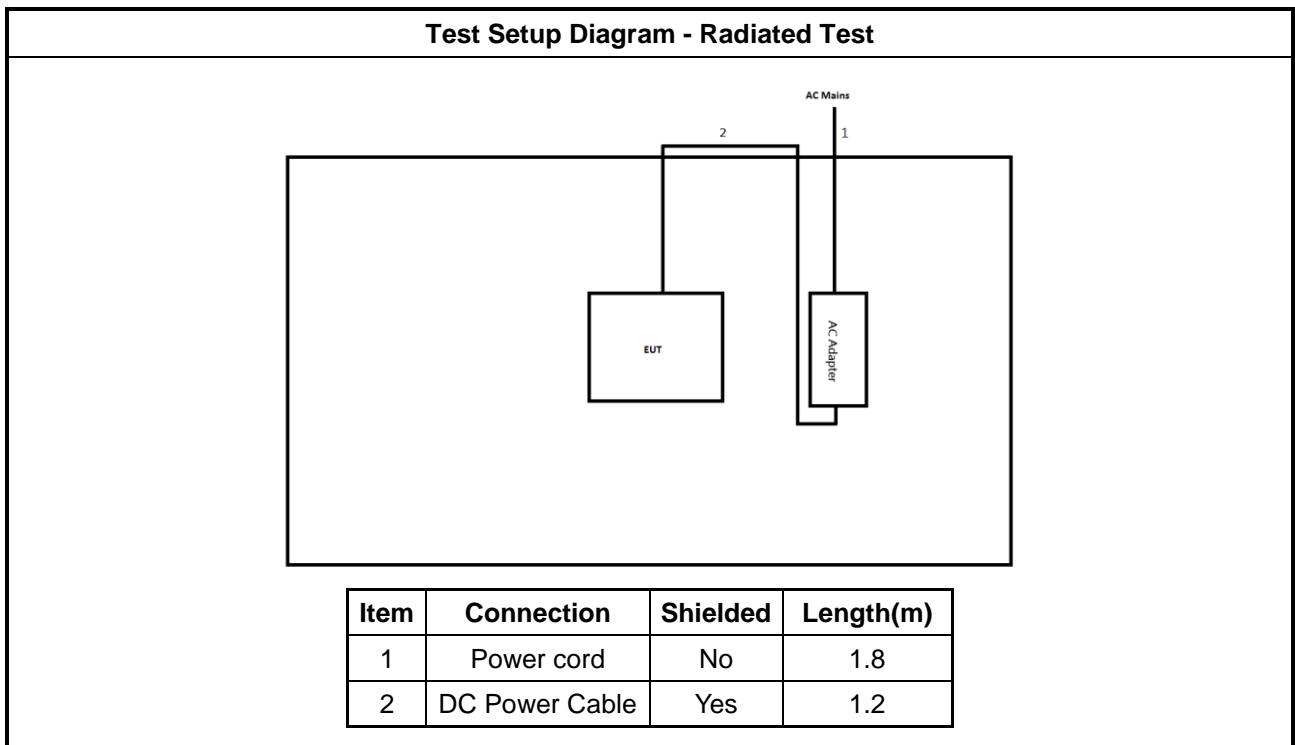 Test Setup Diagram - Radiated Test
AC Mains
2
1
EUT
AC Adapter
Item Connection Shielded Length(m)
1 Power cord No 1.8
2 DC Power Cable Yes 1.2